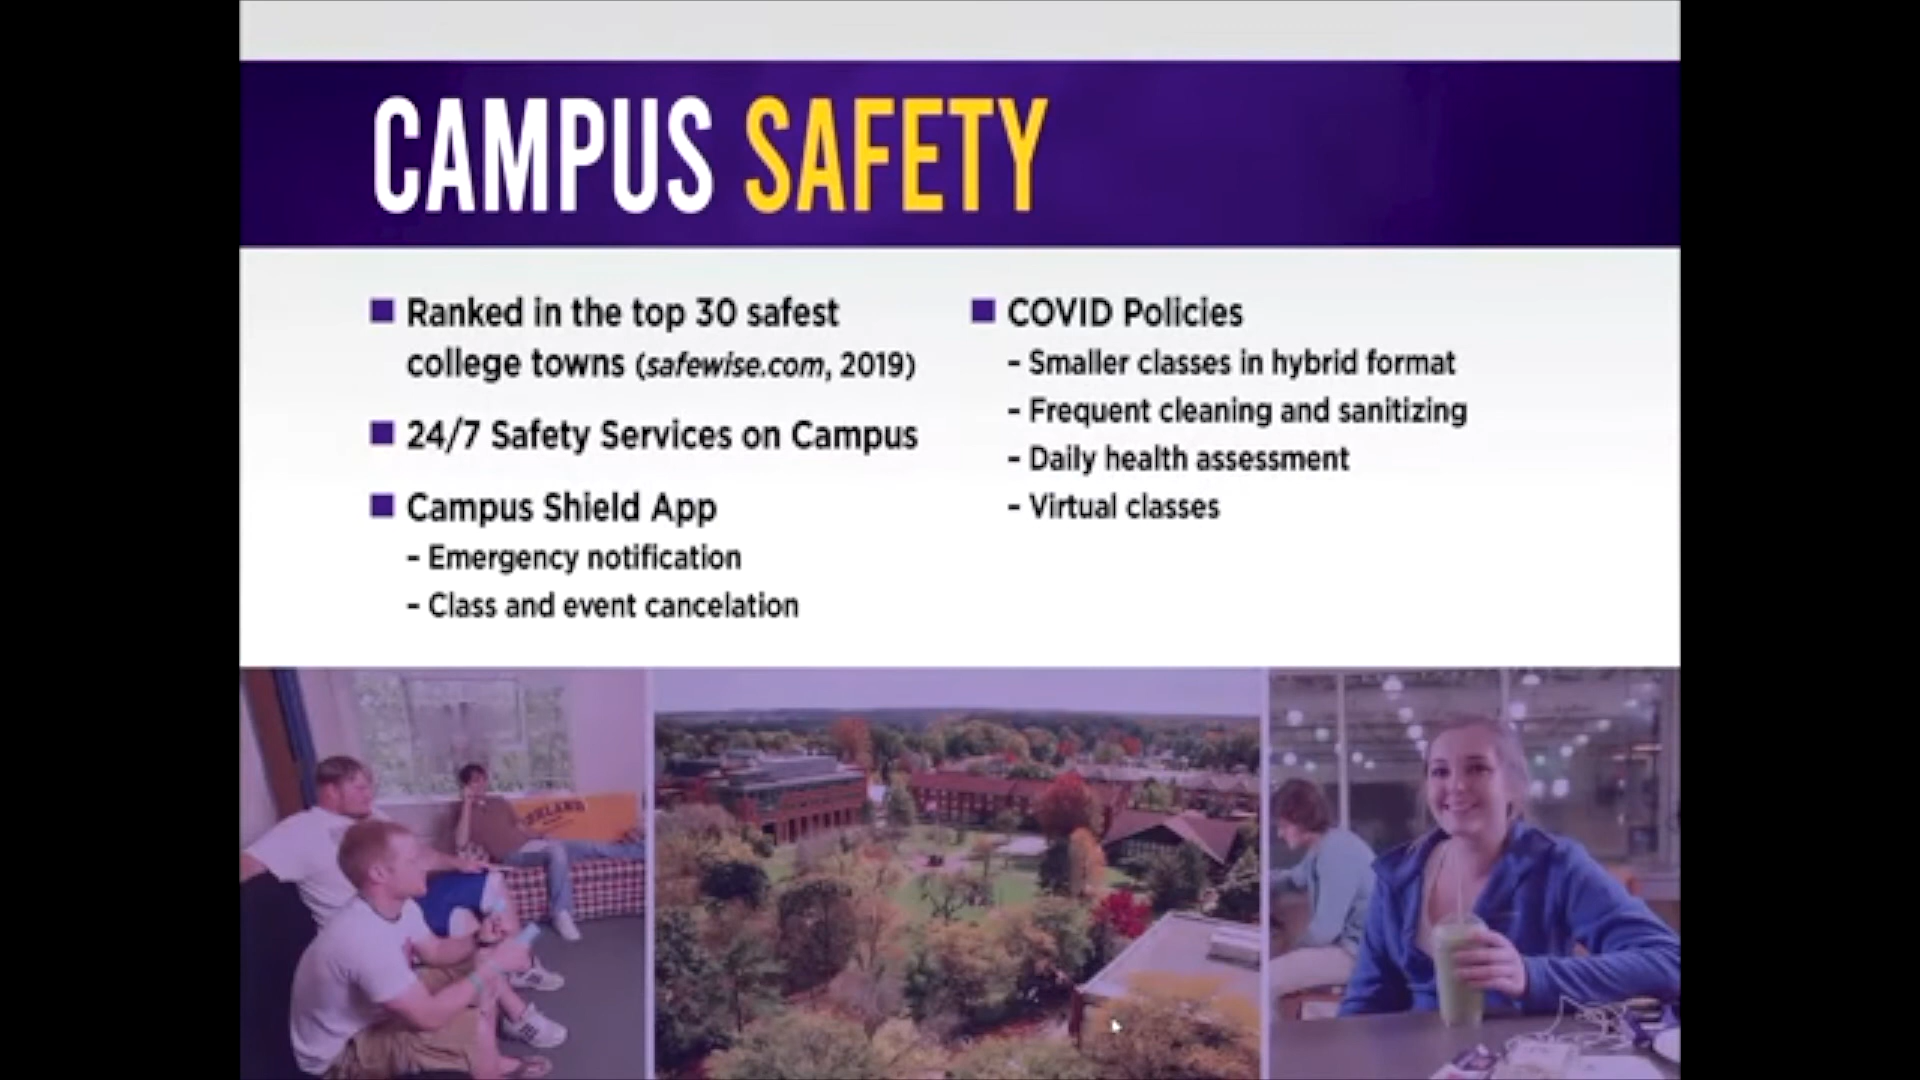 CAMPUS SAFETY
■ Ranked in the top 30 safest
college towns (safewise.com, 2019)
■ 24/7 Safety Services on Campus
■ Campus Shield App
- Emergency notification
- Class and event cancelation
■ COVID Policies
- Smaller classes in hybrid format
- Frequent cleaning and sanitizing
- Daily health assessment
- Virtual classes